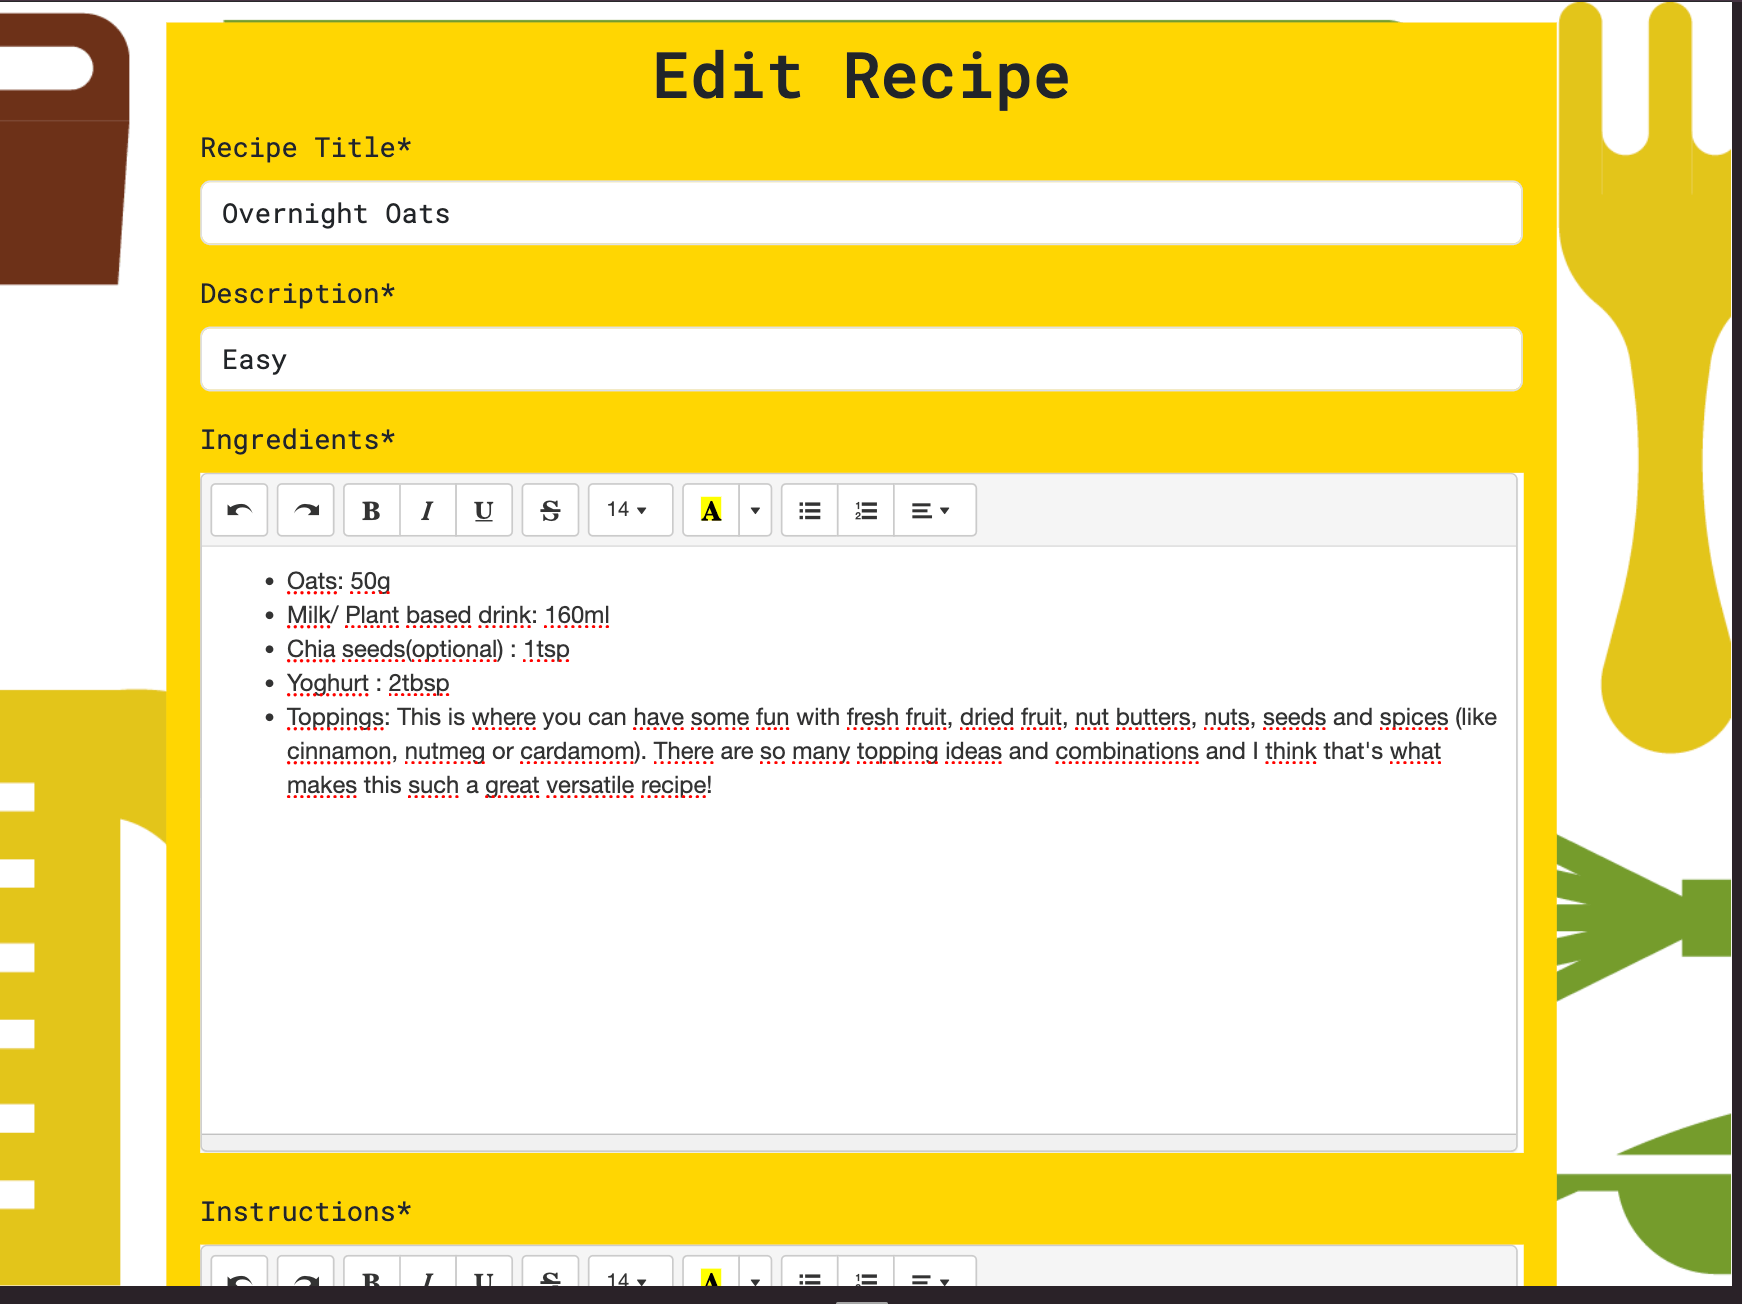 Edit Recipe
Recipe Title*
Overnight Oats
Description*
Easy
Ingredients*
B I U S 14 A
• Oats: 50g
• Milk/ Plant based drink: 160ml
• Chia seeds(optional) : 1tsp
• Yoghurt : 2tbsp
• Toppings: This is where you can have some fun with fresh fruit, dried fruit, nut butters, nuts, seeds and spices (like
cinnamon, nutmeg or cardamom). There are so many topping ideas and combinations and I think that's what
makes this such a great versatile recipe!
Instructions*
B I U S 14 A